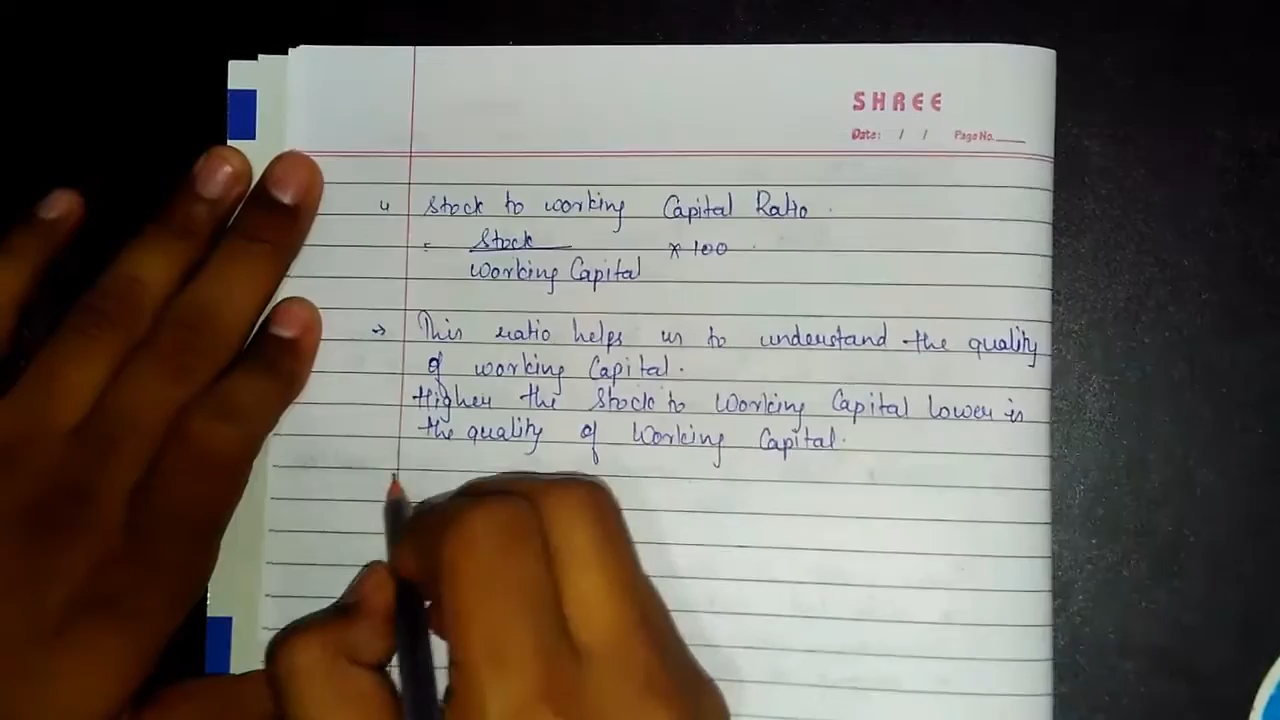 SHREE
Date: / / Page No.
4 Stock to working Capital Ratio.
= Stock × 100
Working Capital
→ This ratio helps us to understand the quality
of working Capital.
Higher the Stock to Working Capital lower is
the quality of Working Capital.